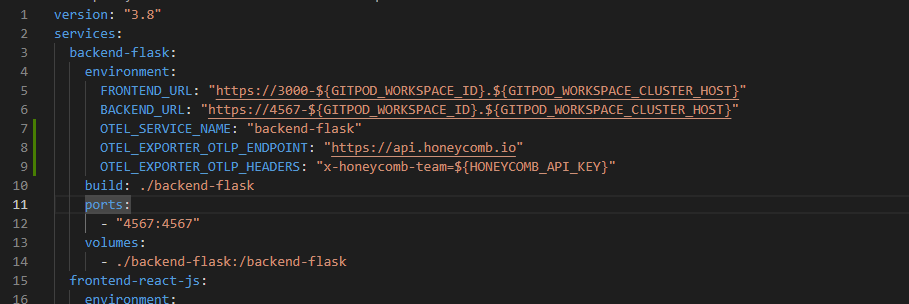 1 version: "3.8"
2 services:
3 backend-flask:
4 environment:
5 FRONTEND_URL: "https://3000-${GITPOD_WORKSPACE_ID}.${GITPOD_WORKSPACE_CLUSTER_HOST}"
6 BACKEND_URL: "https://4567-${GITPOD_WORKSPACE_ID}.${GITPOD_WORKSPACE_CLUSTER_HOST}"
7 OTEL_SERVICE_NAME: "backend-flask"
8 OTEL_EXPORTER_OTLP_ENDPOINT: "https://api.honeycomb.io"
9 OTEL_EXPORTER_OTLP_HEADERS: "x-honeycomb-team=${HONEYCOMB_API_KEY}"
10 build: ./backend-flask
11 ports:
12 - "4567:4567"
13 volumes:
14 - ./backend-flask:/backend-flask
15 frontend-react-js:
16 environment: